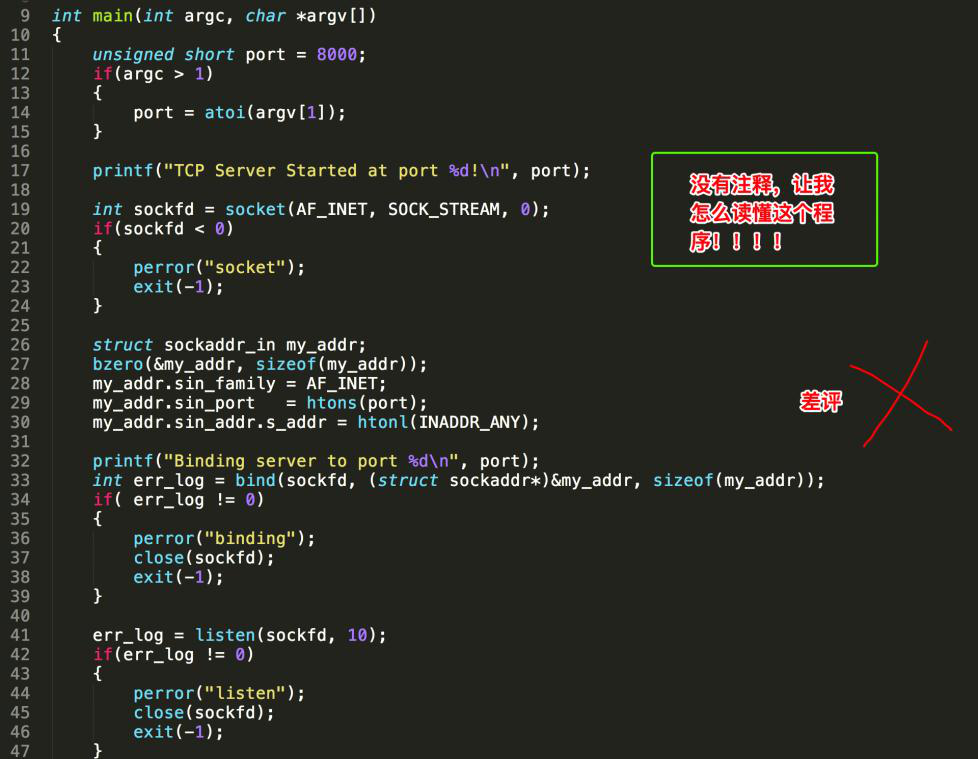 9 int main(int argc, char *argv[])
10 {
11 unsigned short port = 8000;
12 if(argc > 1)
13 {
14 port = atoi(argv[1]);
15 }
16
17 printf("TCP Server Started at port %d!\n", port);
18
19 int sockfd = socket(AF_INET, SOCK_STREAM, 0);
20 if(sockfd < 0)
21 {
22 perror("socket");
23 exit(-1);
24 }
25
26 struct sockaddr_in my_addr;
27 bzero(&my_addr, sizeof(my_addr));
28 my_addr.sin_family = AF_INET;
29 my_addr.sin_port   = htons(port);
30 my_addr.sin_addr.s_addr = htonl(INADDR_ANY);
31
32 printf("Binding server to port %d\n", port);
33 int err_log = bind(sockfd, (struct sockaddr*)&my_addr, sizeof(my_addr));
34 if( err_log != 0)
35 {
36 perror("binding");
37 close(sockfd);
38 exit(-1);
39 }
40
41 err_log = listen(sockfd, 10);
42 if(err_log != 0)
43 {
44 perror("listen");
45 close(sockfd);
46 exit(-1);
47 }
没有注释，让我
怎么读懂这个程
序！！！！
差评